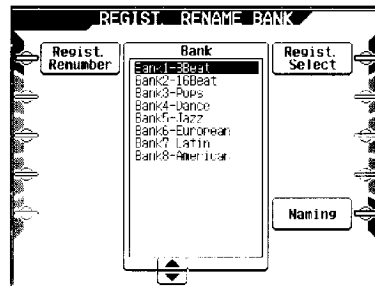 REGIST. RENAME BANK
Regist. Renumber
Bank
Regist. Select
Bank1-8Beat
Bank2-16Beat
Bank3-Pops
Bank4-Dance
Bank5-Jazz
Bank6-European
Bank7-Latin
Bank8-American
Naming